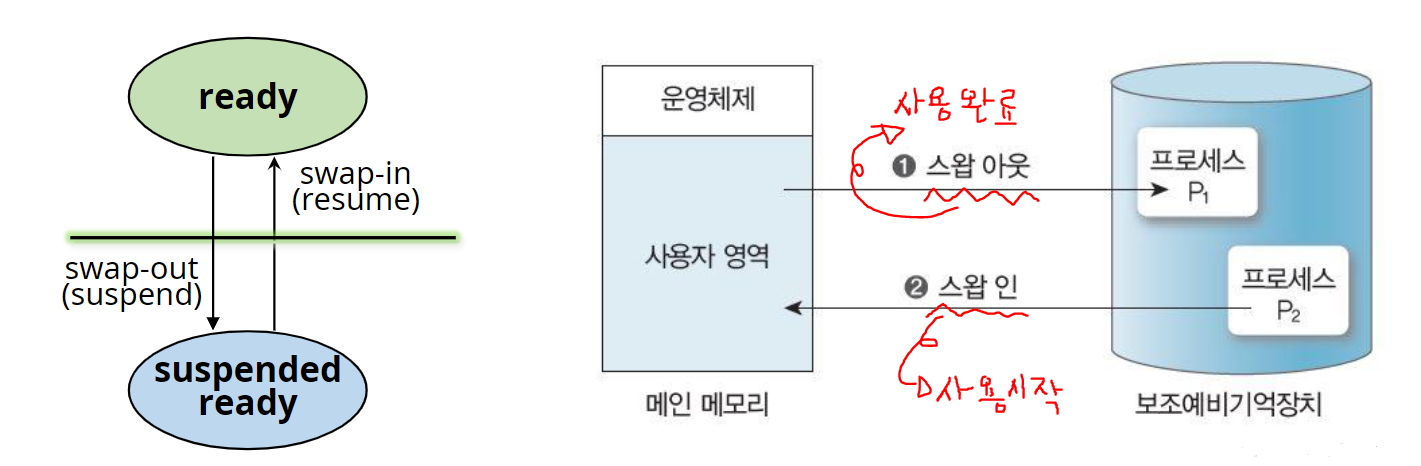 ready
swap-in
(resume)
swap-out
(suspend)
suspended
ready
운영체제
사용자 영역
메인 메모리
사용 완료
❶ 스왑 아웃
❷ 스왑 인
사용시작
프로세스
P₁
프로세스
P₂
보조예비기억장치